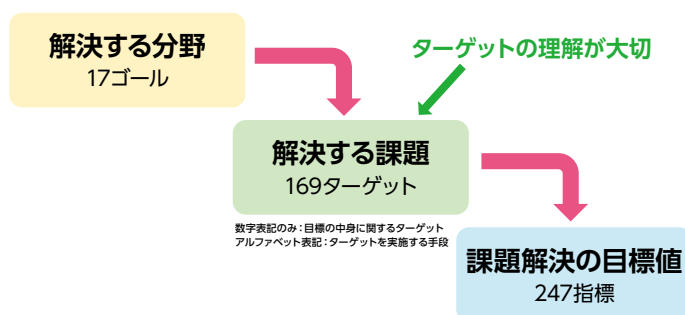 解決する分野
17ゴール
ターゲットの理解が大切
解決する課題
169ターゲット
数字表記のみ：目標の中身に関するターゲット
アルファベット表記：ターゲットを実施する手段
課題解決の目標値
247指標